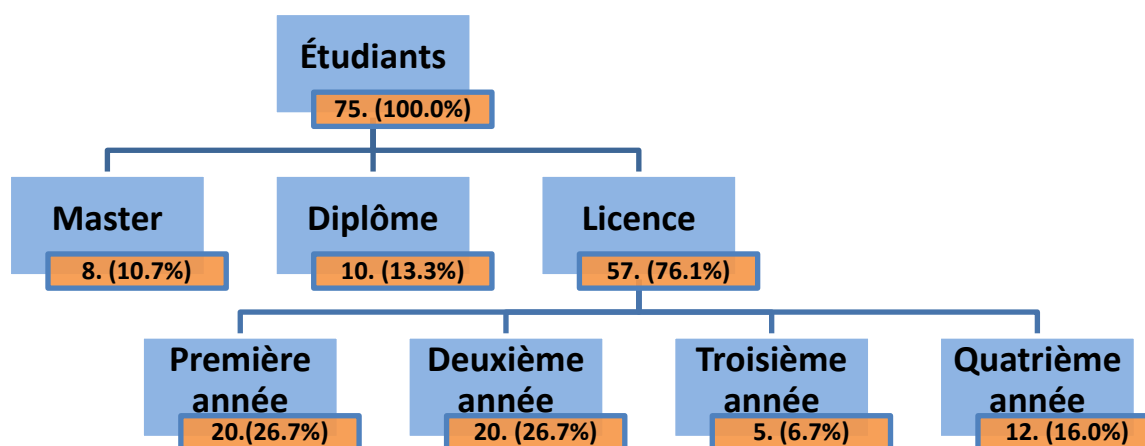 Étudiants
75. (100.0%)
Master
8. (10.7%)
Diplôme
10. (13.3%)
Licence
57. (76.1%)
Première
année
20.(26.7%)
Deuxième
année
20. (26.7%)
Troisième
année
5. (6.7%)
Quatrième
année
12. (16.0%)